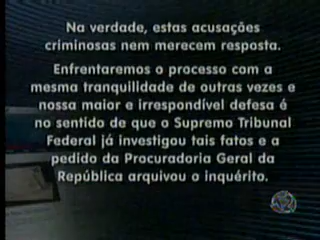 Na verdade, estas acusações
criminosas nem merecem resposta.
Enfrentaremos o processo com a
mesma tranquilidade de outras vezes e
nossa maior e irrespondível defesa é
no sentido de que o Supremo Tribunal
Federal já investigou tais fatos e a
pedido da Procuradoria Geral da
República arquivou o inquérito.